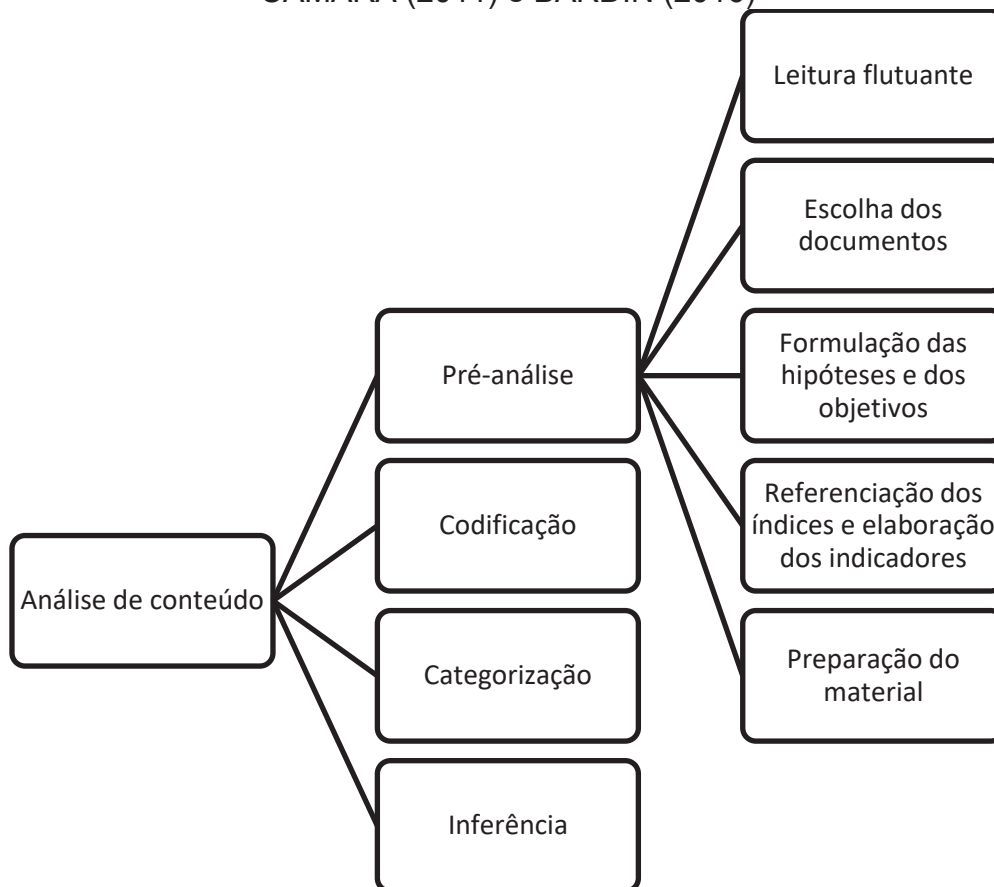 e BARDIN
Leitura flutuante
Escolha dos
documentos
Formulação das
hipóteses e dos
objetivos
Pré-análise
Referenciação dos
índices e elaboração
dos indicadores
Codificação
Análise de conteúdo
Preparação do
material
Categorização
Inferência